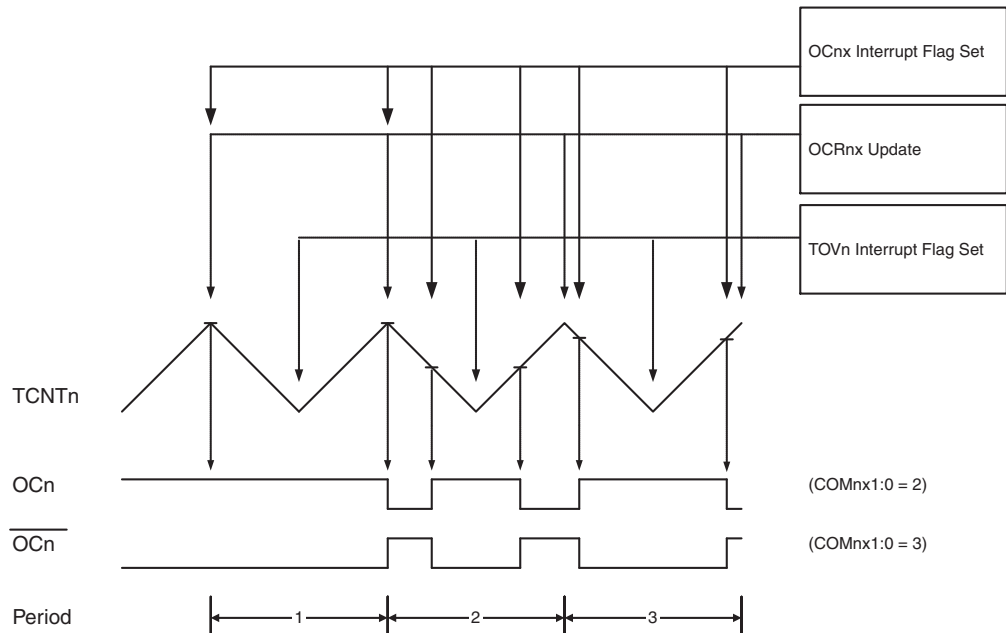 OCnx Interrupt Flag Set
OCRnx Update
TOVn Interrupt Flag Set
TCNTn
OCn
(COMnx1:0 = 2)
OCn
(COMnx1:0 = 3)
Period
1
2
3